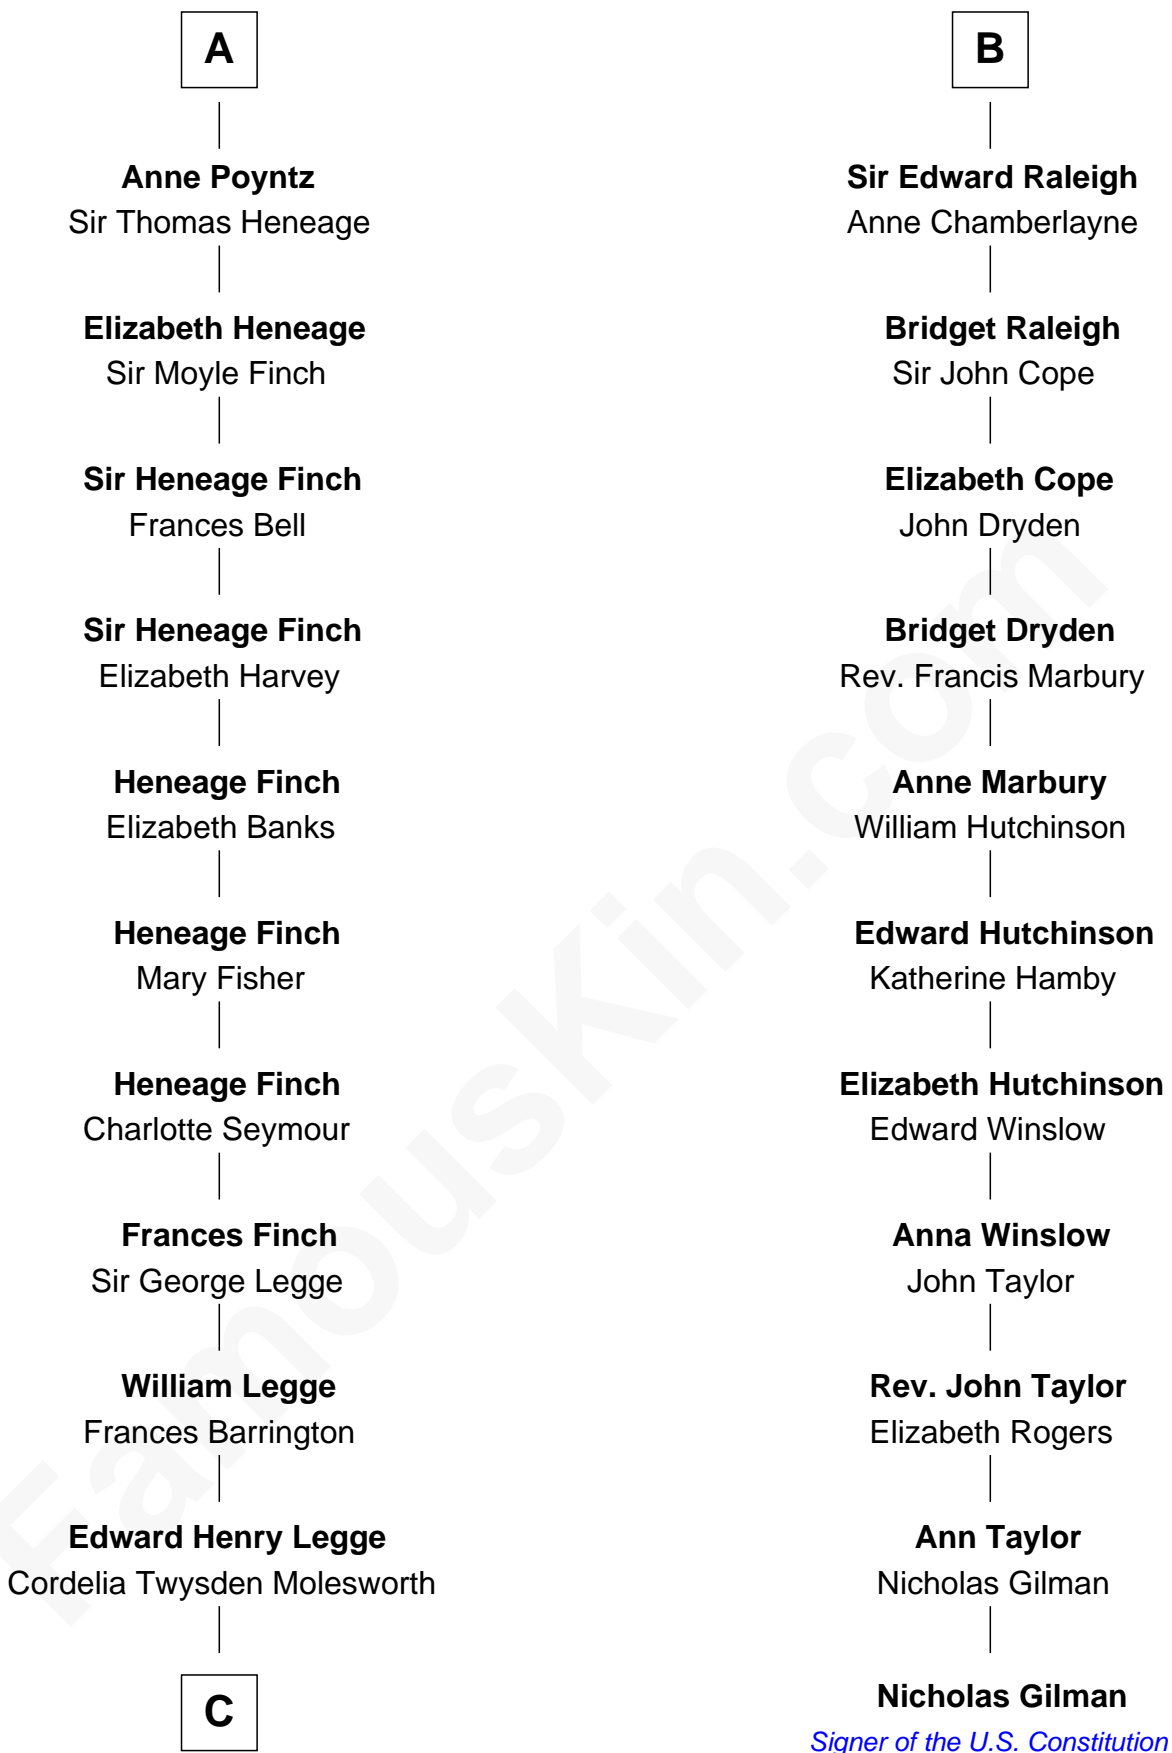 A
Anne Poyntz
Sir Thomas Heneage
Elizabeth Heneage
Sir Moyle Finch
Sir Heneage Finch
Frances Bell
Sir Heneage Finch
Elizabeth Harvey
Heneage Finch
Elizabeth Banks
Heneage Finch
Mary Fisher
Heneage Finch
Charlotte Seymour
Frances Finch
Sir George Legge
William Legge
Frances Barrington
Edward Henry Legge
Cordelia Twysden Molesworth
C
B
Sir Edward Raleigh
Anne Chamberlayne
Bridget Raleigh
Sir John Cope
Elizabeth Cope
John Dryden
Bridget Dryden
Rev. Francis Marbury
Anne Marbury
William Hutchinson
Edward Hutchinson
Katherine Hamby
Elizabeth Hutchinson
Edward Winslow
Anna Winslow
John Taylor
Rev. John Taylor
Elizabeth Rogers
Ann Taylor
Nicholas Gilman
Nicholas Gilman
Signer of the U.S. Constitution
FamousKin.com